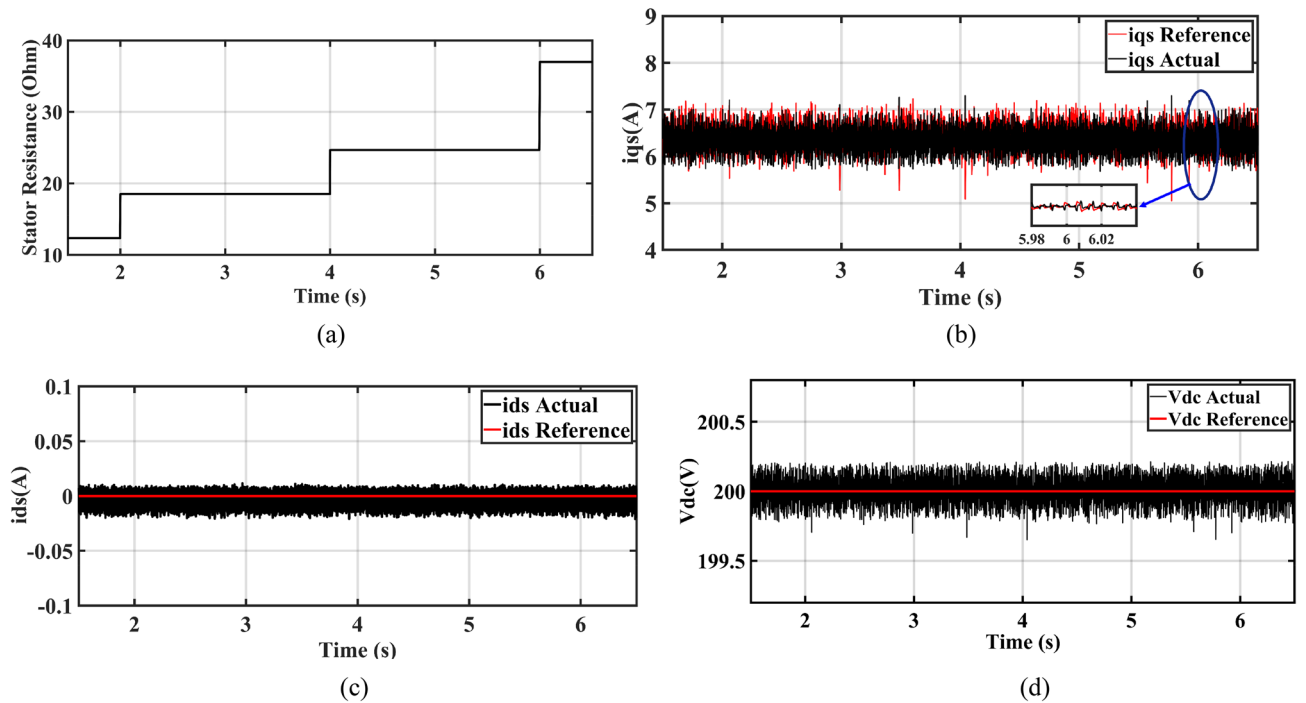 40
30
20
10
Stator Resistance (Ohm)
2 3 4 5 6
Time (s)
(a)
9
8
7
6
5
4
iqs(A)
iqs Reference
iqs Actual
5.98 6 6.02
2 3 4 5 6
Time (s)
(b)
0.1
0.05
0
-0.05
-0.1
ids(A)
ids Actual
ids Reference
2 3 4 5 6
Time (s)
(c)
200.5
200
199.5
Vdc(V)
Vdc Actual
Vdc Reference
2 3 4 5 6
Time (s)
(d)